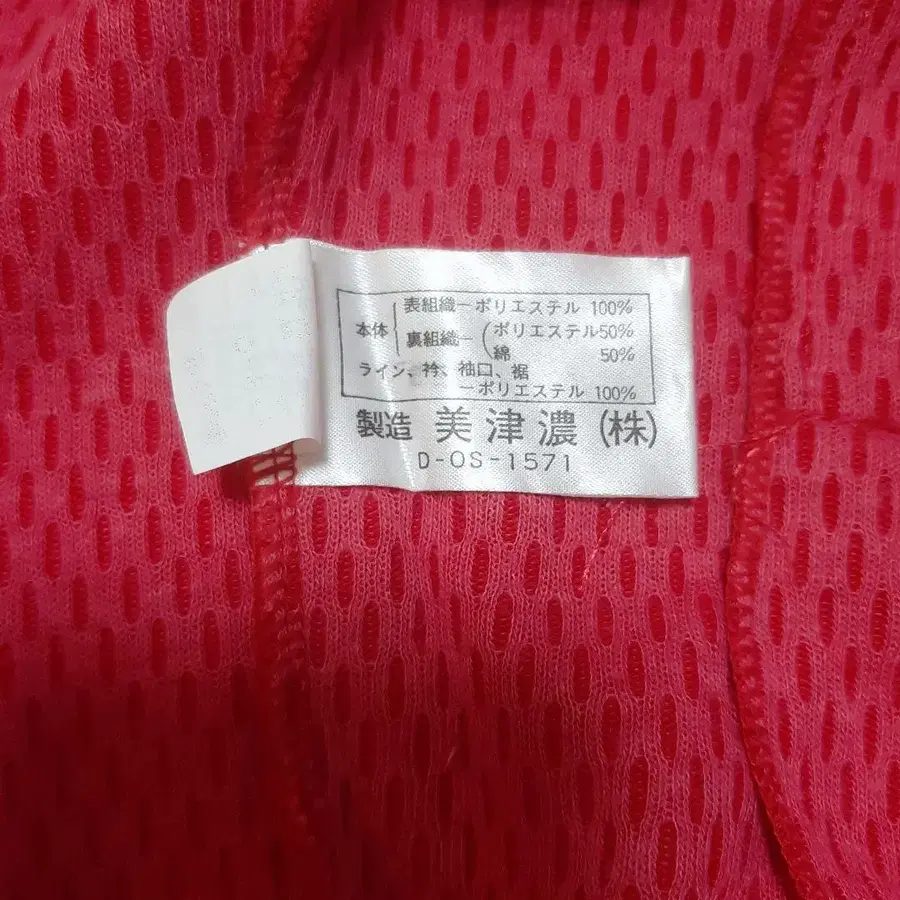 本体 表組織ーポリエステル 100%
裏組織ー(ポリエステル50%
綿 50%
ライン、衿、袖口、裾
ーポリエステル 100%
製造 美津濃(株)
D-OS-1571